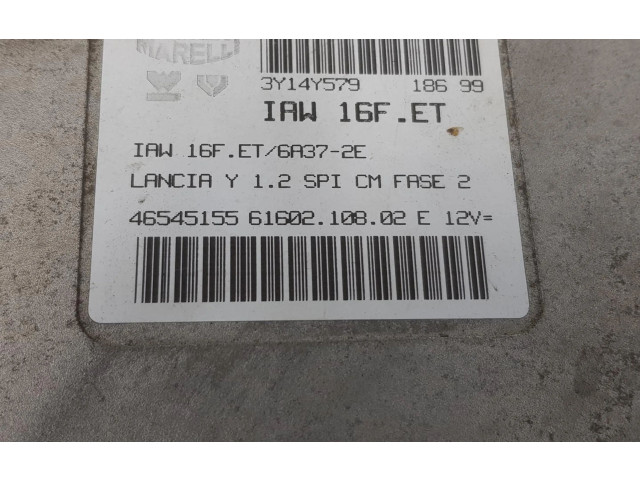 MARELLI
3Y14Y579 186 99
IAW 16F.ET
IAW 16F.ET/6A37-2E
LANCIA Y 1.2 SPI CM FASE 2
46545155 61602.108.02 E 12V=